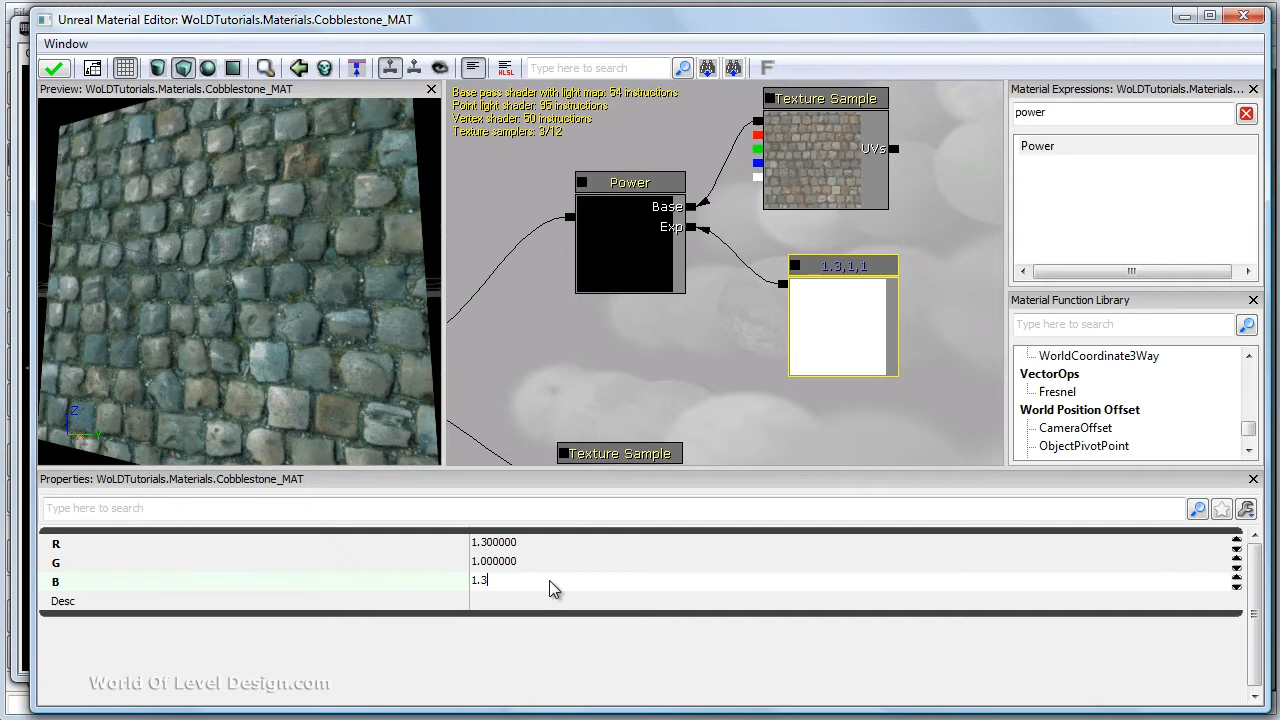 Unreal Material Editor: WoLDTutorials.Materials.Cobblestone_MAT
Window
HLSL
Type here to search
F
Preview: WoLDTutorials.Materials.Cobblestone_MAT
Base pass shader with light map: 54 instructions
Point light shader: 95 instructions
Vertex shader: 50 instructions
Texture samplers: 3/12
Texture Sample
UVs
Power
Base
Exp
1.3,1,1
Texture Sample
Z
Y
Material Expressions: WoLDTutorials.Materials...
power
Power
Material Function Library
Type here to search
WorldCoordinate3Way
VectorOps
Fresnel
World Position Offset
CameraOffset
ObjectPivotPoint
Properties: WoLDTutorials.Materials.Cobblestone_MAT
Type here to search
R 1.300000
G 1.000000
B 1.3
Desc
World Of Level Design.com